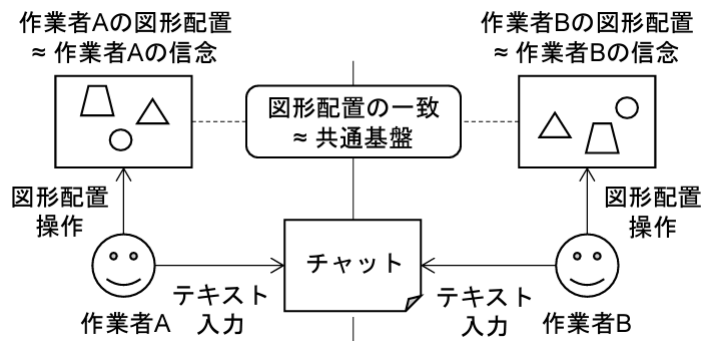 作業者Aの図形配置
≈ 作業者Aの信念
作業者Bの図形配置
≈ 作業者Bの信念
図形配置の一致
≈ 共通基盤
図形配置
操作
図形配置
操作
チャット
テキスト
入力
テキスト
入力
作業者A
作業者B